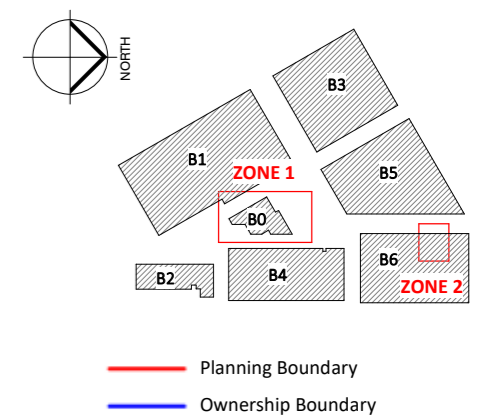 NORTH
B3
B1
ZONE 1
B5
B0
B6
B2
B4
ZONE 2
Planning Boundary
Ownership Boundary